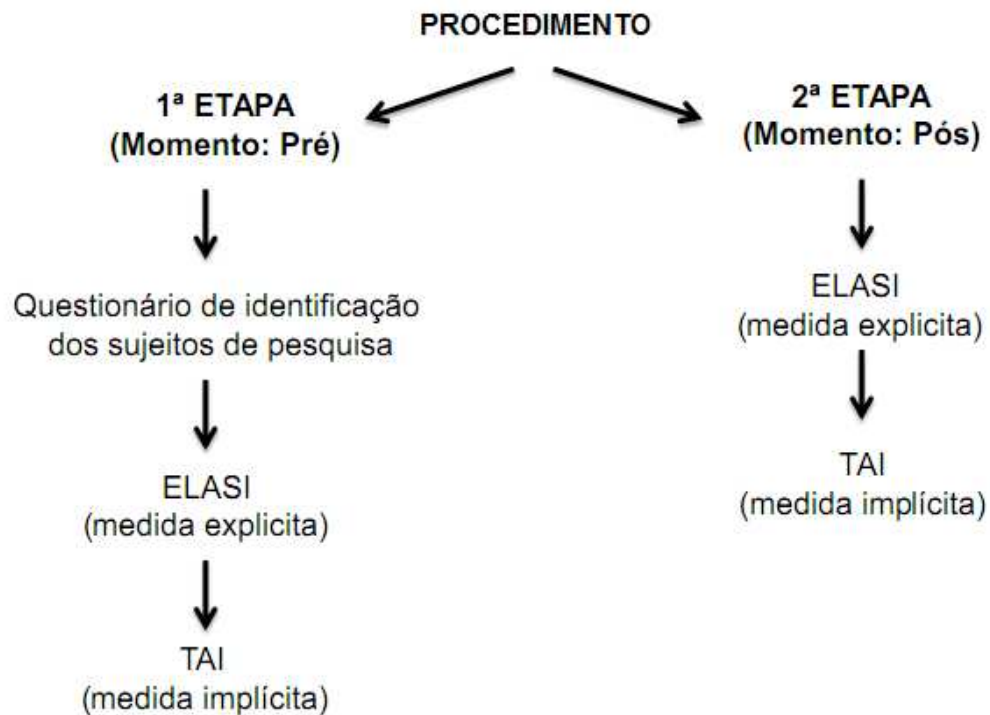 PROCEDIMENTO
1ª ETAPA
(Momento: Pré)
Questionário de identificação
dos sujeitos de pesquisa
ELASI
(medida explicita)
TAI
(medida implícita)
2ª ETAPA
(Momento: Pós)
ELASI
(medida explicita)
TAI
(medida implícita)